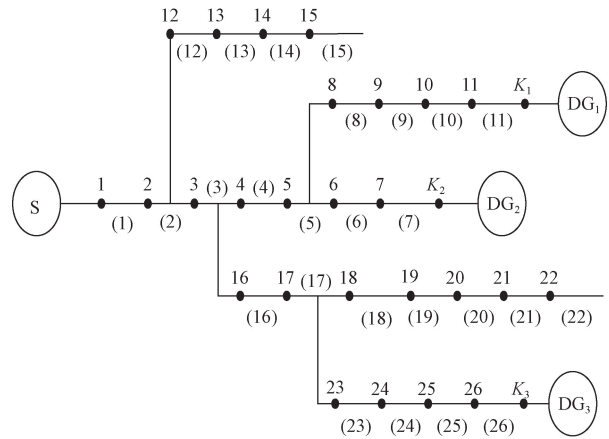 12 13 14 15
(12) (13) (14) (15)
8 9 10 11 K₁
DG₁
(8) (9) (10) (11)
1 2 3 (3) 4 (4) 5 6 7 K₂
S DG₂
(1) (2) (5) (6) (7)
16 17 (17) 18 19 20 21 22
(16) (18) (19) (20) (21) (22)
23 24 25 26 K₃
DG₃
(23) (24) (25) (26)